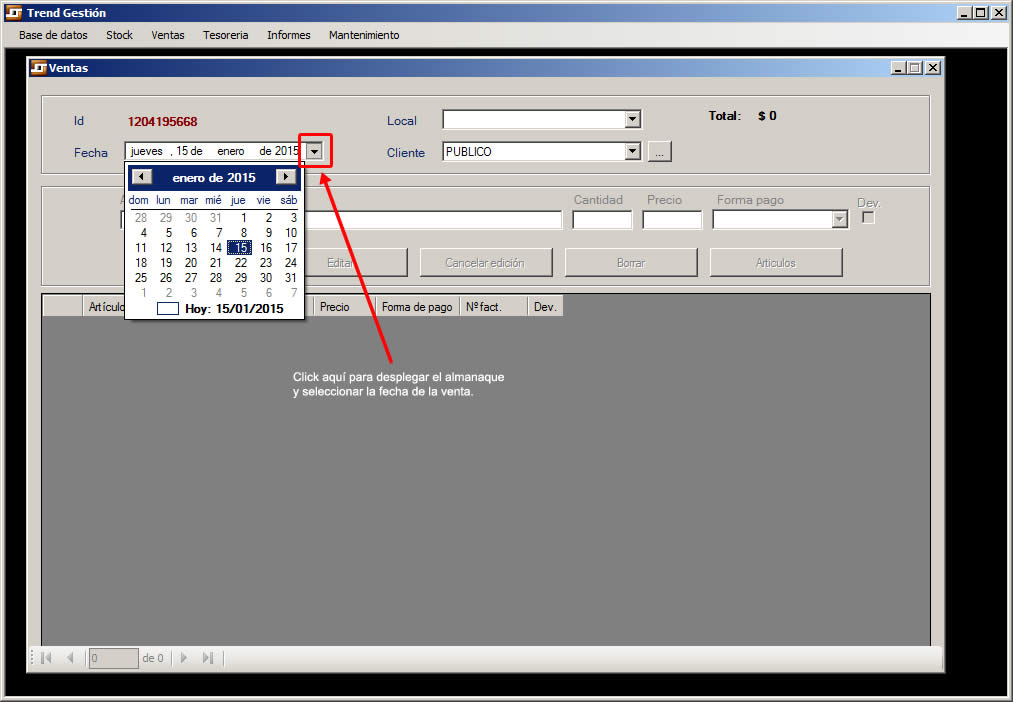 Trend Gestión
Base de datos Stock Ventas Tesoreria Informes Mantenimiento
Ventas
Id 1204195668 Local Total: $ 0
Fecha jueves , 15 de enero de 2015 Cliente PUBLICO ...
enero de 2015
dom lun mar mié jue vie sáb
28 29 30 31 1 2 3
4 5 6 7 8 9 10
11 12 13 14 15 16 17
18 19 20 21 22 23 24
25 26 27 28 29 30 31
1 2 3 4 5 6 7
Hoy: 15/01/2015
Cantidad Precio Forma pago Dev.
Editar Cancelar edición Borrar Articulos
Artículo Precio Forma de pago Nº fact. Dev.
Click aquí para desplegar el almanaque
y seleccionar la fecha de la venta.
0 de 0